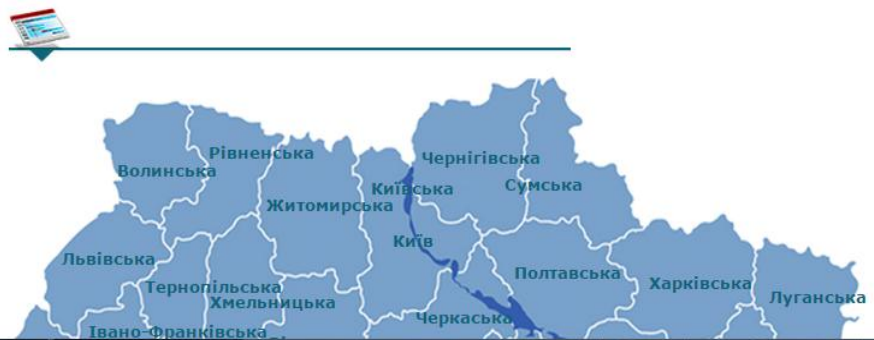 Рівненська
Чернігівська
Волинська
Київська
Сумська
Житомирська
Київ
Львівська
Полтавська
Харківська
Тернопільська
Хмельницька
Луганська
Черкаська
Івано-Франківська